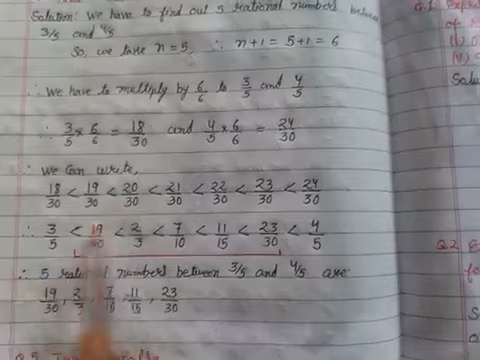 Solution: we have to find out 5 rational numbers between
3/5 and 4/5
So, we take n=5, ∴ n+1 = 5+1 = 6
∴ We have to multiply by 6/6 to 3/5 and 4/5
∴ 3/5 × 6/6 = 18/30 and 4/5 × 6/6 = 24/30
∴ We can write,
18/30 < 19/30 < 20/30 < 21/30 < 22/30 < 23/30 < 24/30
∴ 3/5 < 19/30 < 2/3 < 7/10 < 11/15 < 23/30 < 4/5
∴ 5 rational numbers between 3/5 and 4/5 are:
19/30, 2/3, 7/10, 11/15, 23/30
Q.1
of
(i)
(v)
Q.2